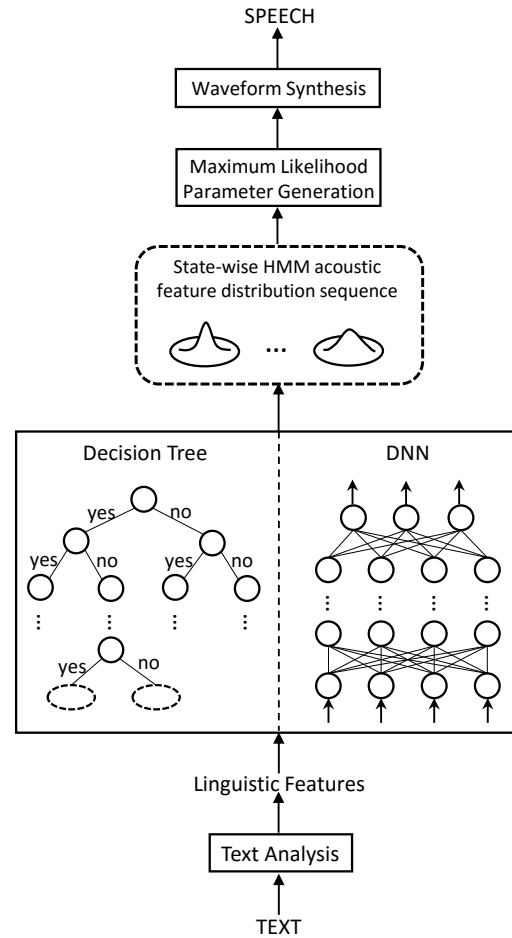 SPEECH
Waveform Synthesis
Maximum Likelihood
Parameter Generation
State-wise HMM acoustic
feature distribution sequence
...
Decision Tree
DNN
yes
no
yes
no
yes
no
...
...
...
...
...
...
...
...
yes
no
Linguistic Features
Text Analysis
TEXT